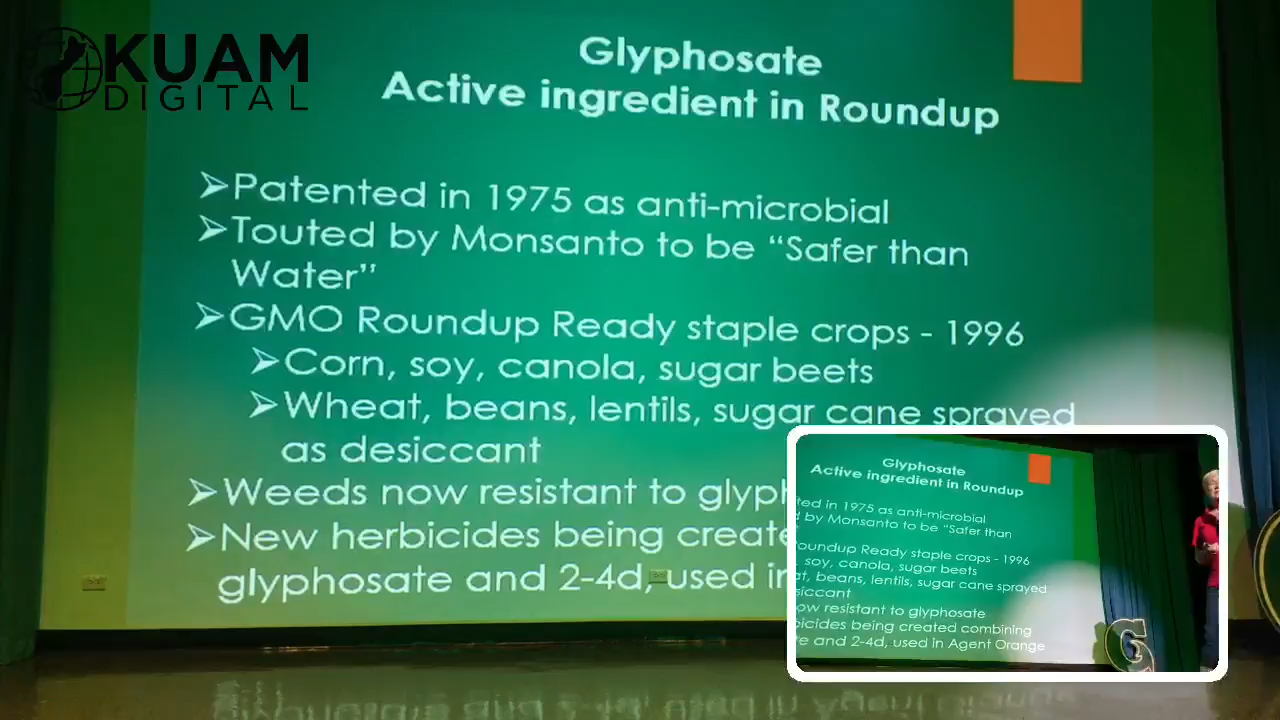 KUAM
DIGITAL
Glyphosate
Active ingredient in Roundup
➢Patented in 1975 as anti-microbial
➢Touted by Monsanto to be “Safer than
Water”
➢GMO Roundup Ready staple crops - 1996
➢Corn, soy, canola, sugar beets
➢Wheat, beans, lentils, sugar cane sprayed
as desiccant
➢Weeds now resistant to glyph
➢New herbicides being create
glyphosate and 2-4d, used in
Glyphosate
Active ingredient in Roundup
ted in 1975 as anti-microbial
d by Monsanto to be “Safer than
Roundup Ready staple crops - 1996
soy, canola, sugar beets
at, beans, lentils, sugar cane sprayed
siccant
ow resistant to glyphosate
bicides being created combining
te and 2-4d, used in Agent Orange
G